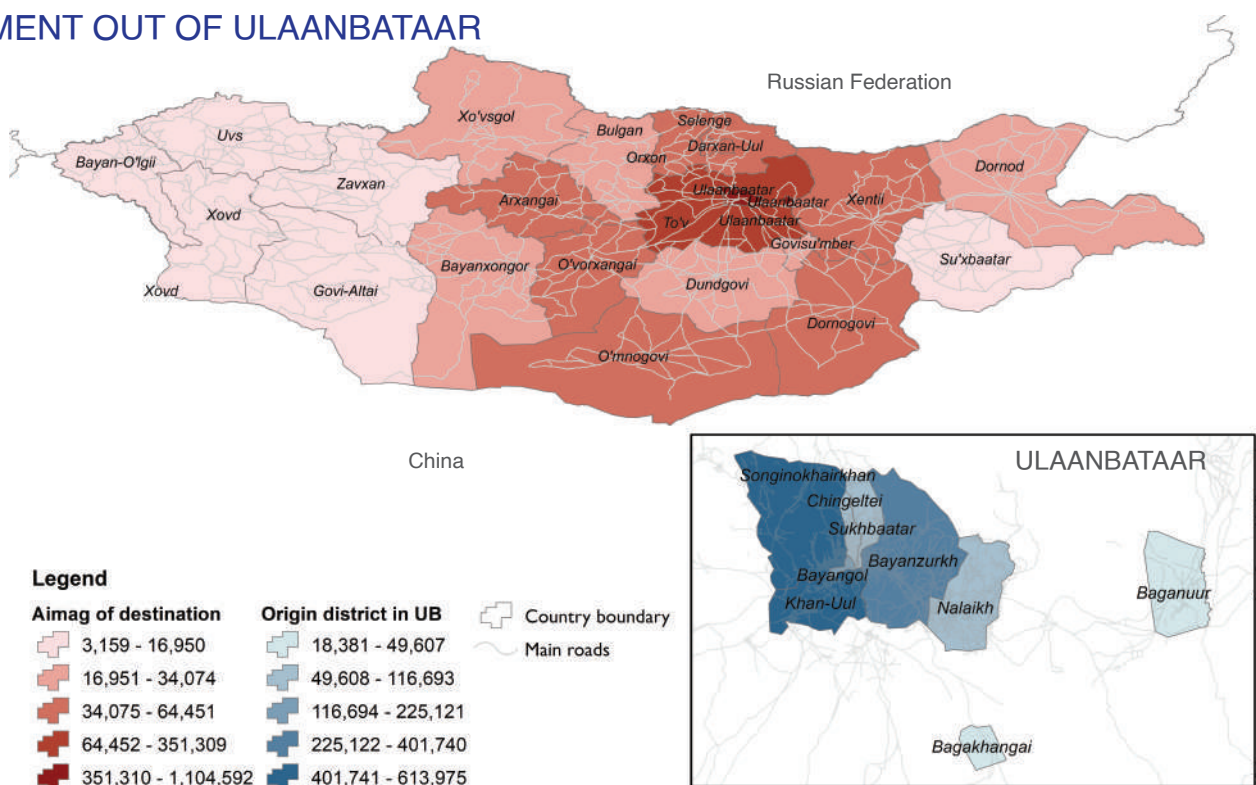 MENT OUT OF ULAANBATAAR
Russian Federation
Xo'vsgol
Selenge
Bulgan
Uvs
Darxan-Uul
Orxon
Bayan-O'lgii
Dornod
Zavxan
Ulaanbaatar
Arxangai
Ulaanbaatar
Xentii
Xovd
To'v
Ulaanbaatar
Govisu'mber
Su'xbaatar
Bayanxongor
O'vorxangai
Dundgovi
Xovd
Govi-Altai
Dornogovi
O'mnogovi
China
ULAANBATAAR
Songinokhairkhan
Chingeltei
Sukhbaatar
Bayanzurkh
Bayangol
Khan-Uul
Nalaikh
Baganuur
Bagakhangai
Legend
Aimag of destination
3,159 - 16,950
16,951 - 34,074
34,075 - 64,451
64,452 - 351,309
351,310 - 1,104,592
Origin district in UB
18,381 - 49,607
49,608 - 116,693
116,694 - 225,121
225,122 - 401,740
401,741 - 613,975
Country boundary
Main roads